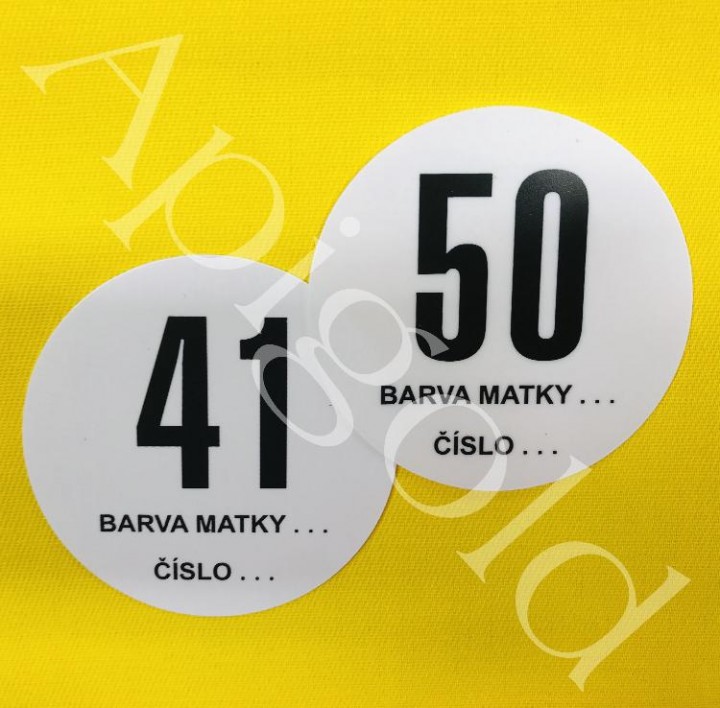 50
BARVA MATKY . . .
ČÍSLO . . .
41
BARVA MATKY . . .
ČÍSLO . . .
Apigold